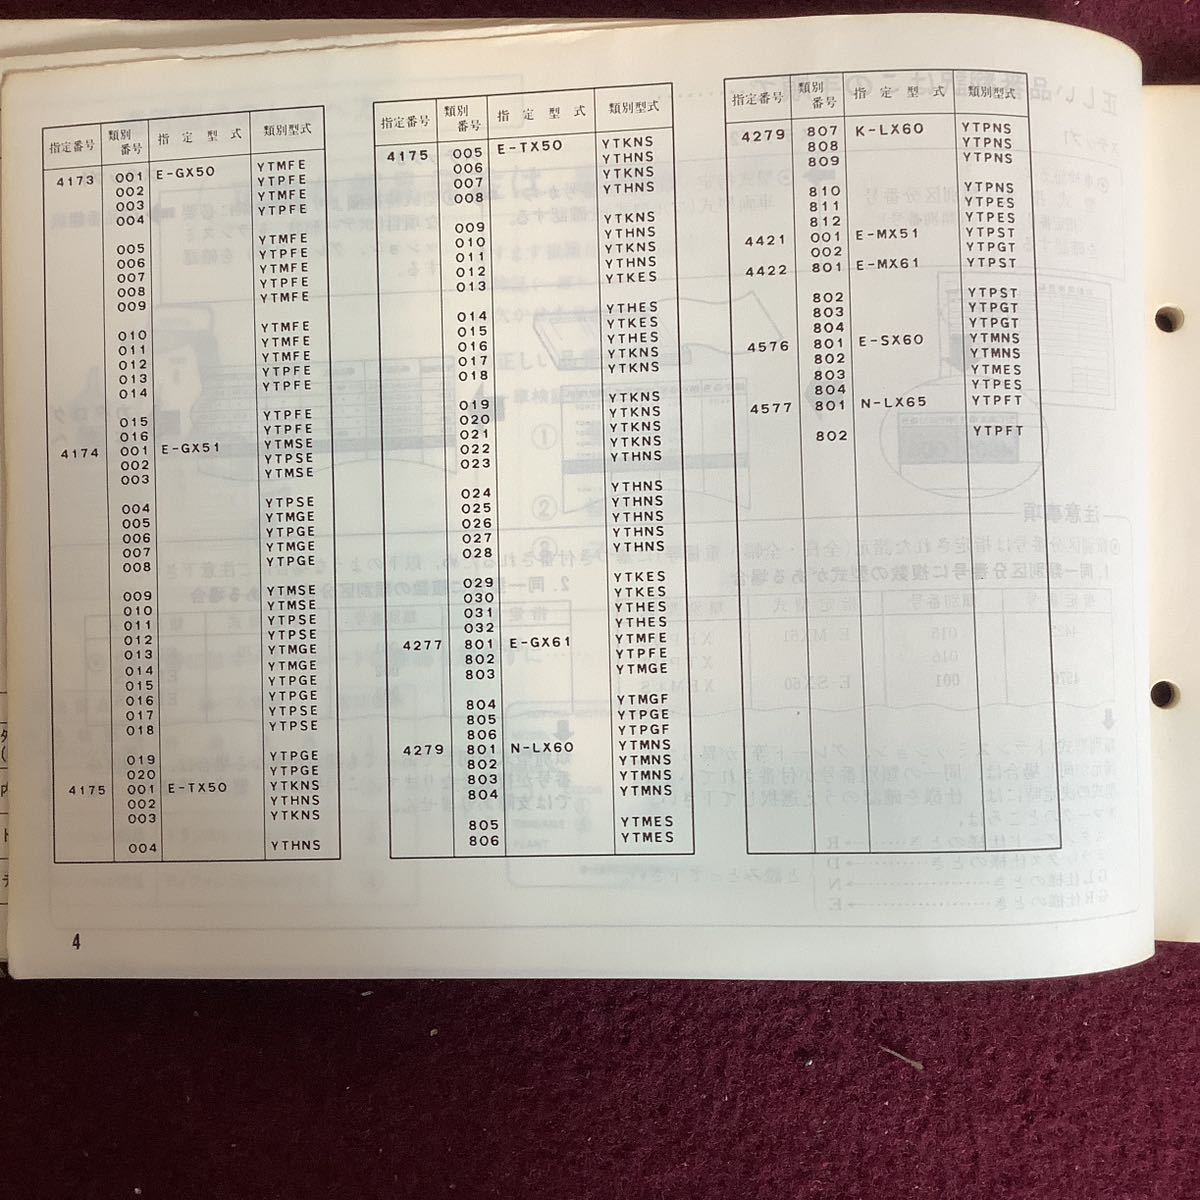 指定番号 類別番号 指定型式 類別型式
4173 001 E-GX50 YTMFE
002 YTPFE
003 YTMFE
004 YTPFE
005 YTMFE
006 YTPFE
007 YTMFE
008 YTPFE
009 YTMFE
010 YTMFE
011 YTMFE
012 YTMFE
013 YTPFE
014 YTPFE
015 YTPFE
016 YTPFE
4174 001 E-GX51 YTMSE
002 YTPSE
003 YTMSE
004 YTPSE
005 YTMGE
006 YTPGE
007 YTMGE
008 YTPGE
009 YTMSE
010 YTMSE
011 YTPSE
012 YTPSE
013 YTMGE
014 YTMGE
015 YTPGE
016 YTPGE
017 YTPSE
018 YTPSE
019 YTPGE
020 YTPGE
4175 001 E-TX50 YTKNS
002 YTHNS
003 YTKNS
004 YTHNS
指定番号 類別番号 指定型式 類別型式
4175 005 E-TX50 YTKNS
006 YTHNS
007 YTKNS
008 YTHNS
009 YTKNS
010 YTHNS
011 YTKNS
012 YTHNS
013 YTKES
014 YTHES
015 YTKES
016 YTHES
017 YTKNS
018 YTKNS
019 YTKNS
020 YTKNS
021 YTKNS
022 YTKNS
023 YTHNS
024 YTHNS
025 YTHNS
026 YTHNS
027 YTHNS
028 YTHNS
029 YTKES
030 YTKES
031 YTHES
032 YTHES
4277 801 E-GX61 YTMFE
802 YTPFE
803 YTMGE
804 YTMGF
805 YTPGE
806 YTPGF
4279 801 N-LX60 YTMNS
802 YTMNS
803 YTMNS
804 YTMNS
805 YTMES
806 YTMES
指定番号 類別番号 指定型式 類別型式
4279 807 K-LX60 YTPNS
808 YTPNS
809 YTPNS
810 YTPNS
811 YTPES
812 YTPES
4421 001 E-MX51 YTPST
002 YTPGT
4422 801 E-MX61 YTPST
802 YTPST
803 YTPGT
804 YTPGT
4576 801 E-SX60 YTMNS
802 YTMNS
803 YTMES
804 YTPES
4577 801 N-LX65 YTPFT
802 YTPFT
4